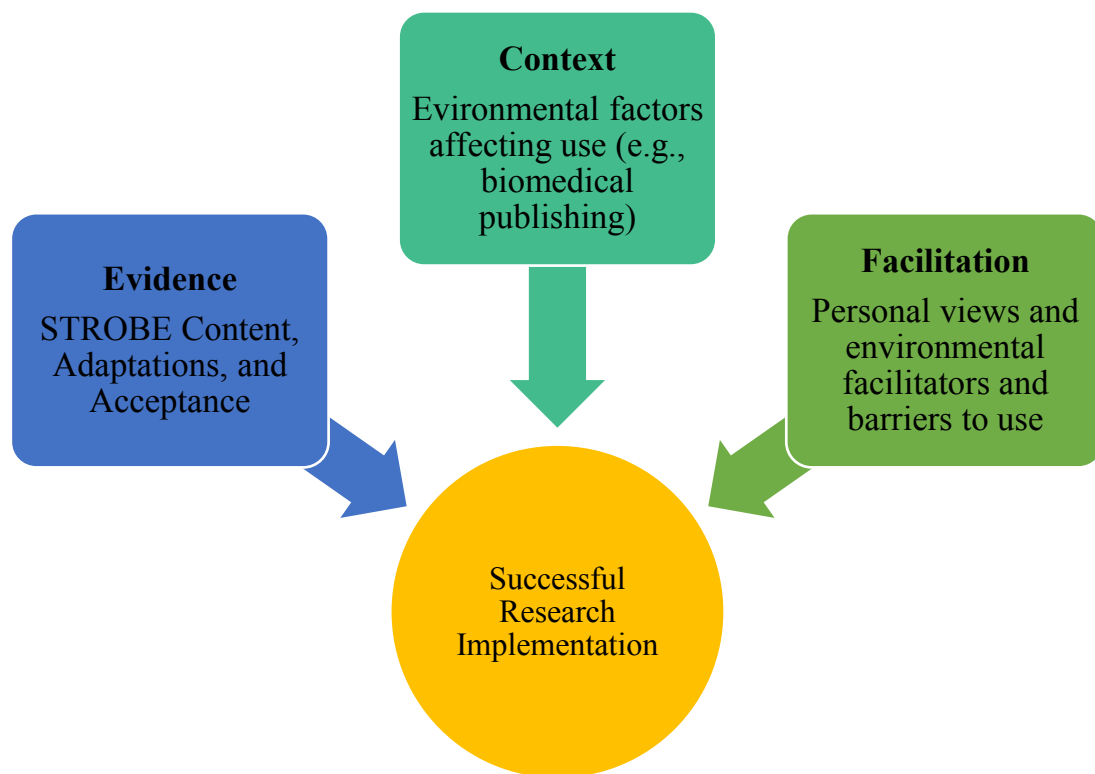 Context
Evironmental factors
affecting use (e.g.,
biomedical
publishing)
Evidence
STROBE Content,
Adaptations, and
Acceptance
Facilitation
Personal views and
environmental
facilitators and
barriers to use
Successful
Research
Implementation